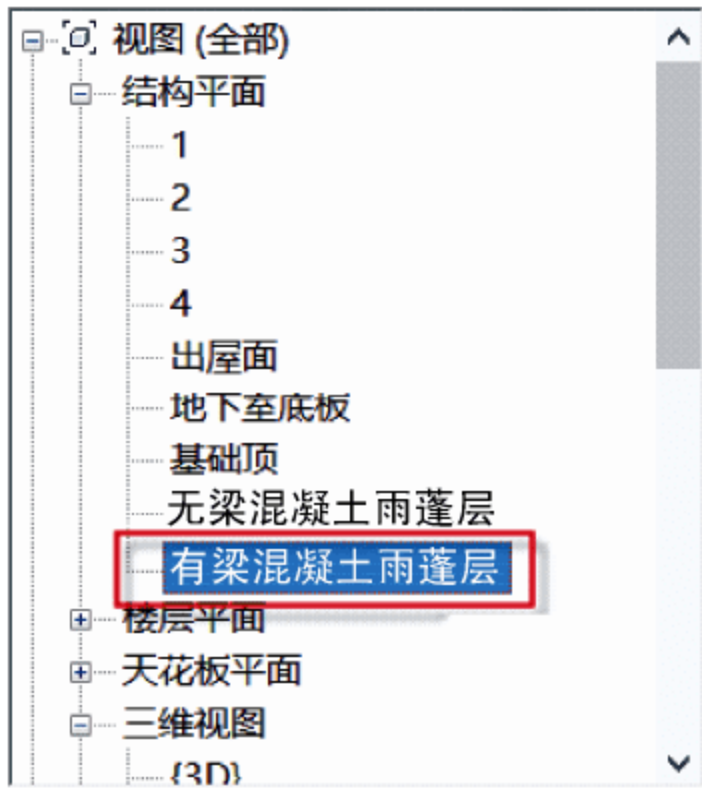 视图 (全部)
结构平面
1
2
3
4
出屋面
地下室底板
基础顶
无梁混凝土雨蓬层
有梁混凝土雨蓬层
楼层平面
天花板平面
三维视图
{3D}